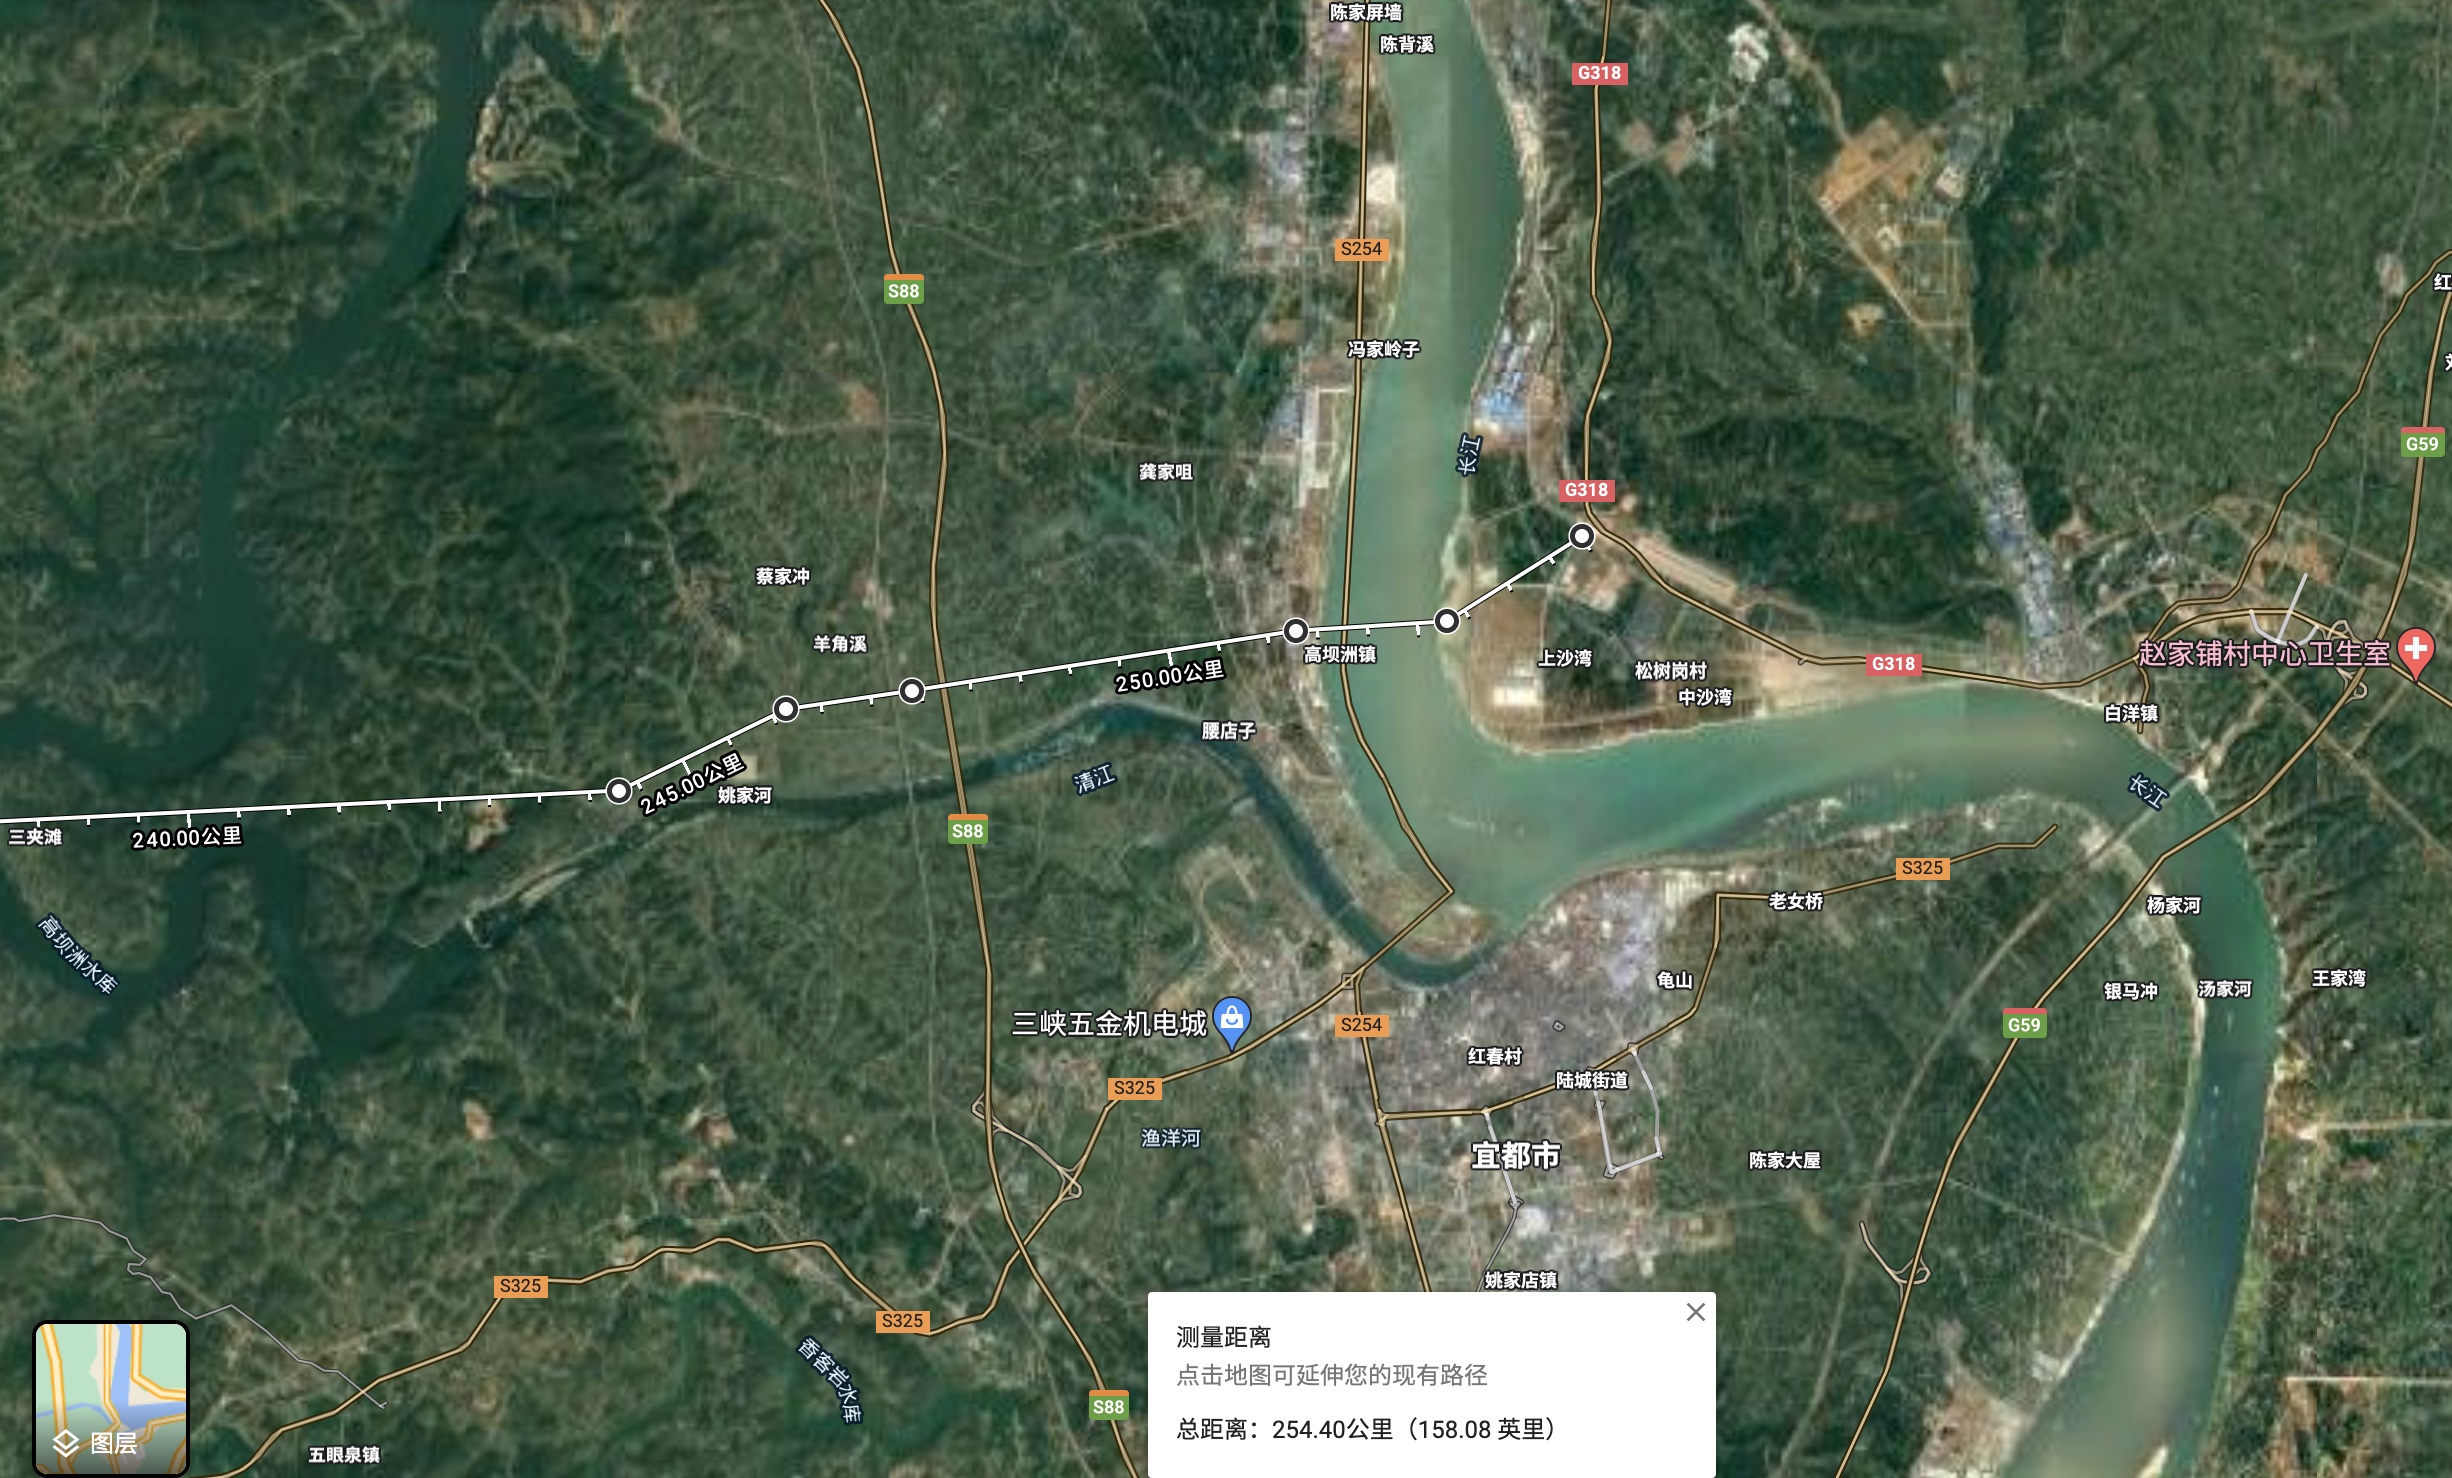 陈家屏墙
陈背溪
G318
S254
S88
红
冯家岭子
G59
长江
龚家咀
G318
蔡家冲
羊角溪
高坝洲镇
上沙湾
松树岗村
G318
赵家铺村中心卫生室
250.00公里
中沙湾
白洋镇
腰店子
清江
245.00公里
姚家河
长江
三夹滩
240.00公里
S88
S325
老女桥
杨家河
高坝洲水库
龟山
银马冲
汤家河
王家湾
三峡五金机电城
S254
G59
红春村
陆城街道
S325
渔洋河
宜都市
陈家大屋
S325
姚家店镇
S325
香客岩水库
S88
图层
五眼泉镇
测量距离
点击地图可延伸您的现有路径
总距离：254.40公里（158.08 英里）